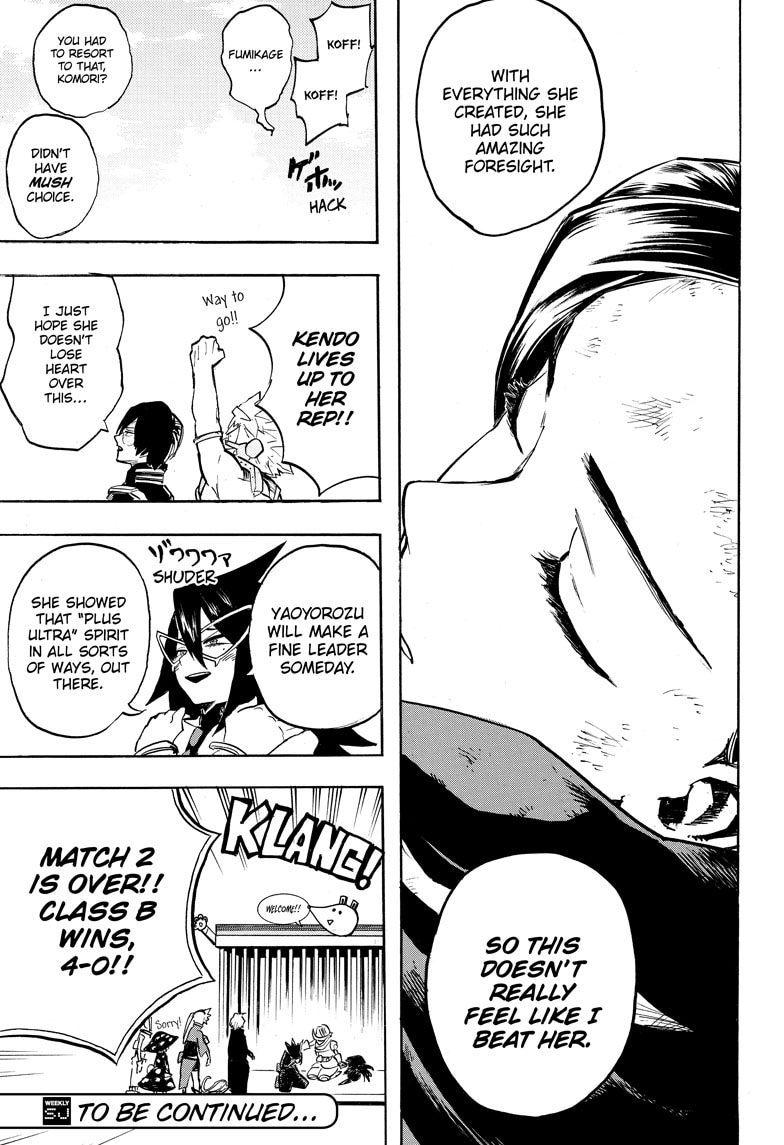 WITH
EVERYTHING SHE
CREATED, SHE
HAD SUCH
AMAZING
FORESIGHT.
SO THIS
DOESN'T
REALLY
FEEL LIKE I
BEAT HER.
KOFF!
KOFF!
FUMIKAGE
...
ゲホッ
HACK
YOU HAD
TO RESORT
TO THAT,
KOMORI?
DIDN'T
HAVE
MUSH
CHOICE.
KENDO
LIVES
UP TO
HER
REP!!
Way to
go!!
I JUST
HOPE SHE
DOESN'T
LOSE
HEART
OVER
THIS...
YAOYOROZU
WILL MAKE A
FINE LEADER
SOMEDAY.
ゾワワワァ
SHUDER
SHE SHOWED
THAT "PLUS
ULTRA" SPIRIT
IN ALL SORTS
OF WAYS, OUT
THERE.
KLANG!
WELCOME!!
MATCH 2
IS OVER!!
CLASS B
WINS,
4-0!!
Sorry!
WEEKLY
SJ
TO BE CONTINUED...